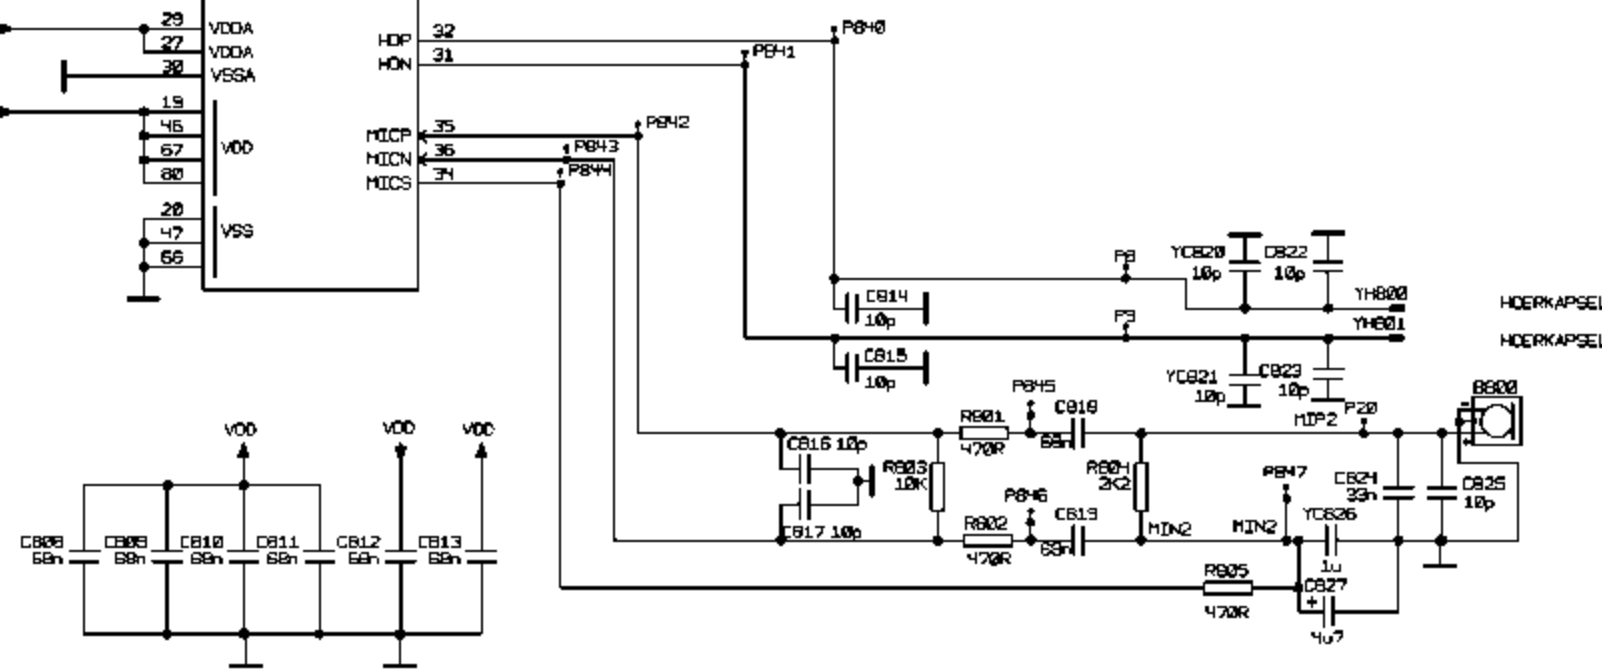 29 VDDA
27 VDDA
30 VSSA
19
46
67
80
VDD
20
47
66
VSS
HOP 32
HON 31
MICP 35
MICN 36
MICS 34
P840
P841
P842
P843
P844
P8
P9
YC820
10p
C822
10p
C814
10p
YH800
HOERKAPSEL
YH801
HOERKAPSEL
C815
10p
YC821
10p
C823
10p
P845
C818
68n
R801
470R
MIP2
P20
B800
C816 10p
R803
10K
R804
2K2
P847
C824
33n
C825
10p
P846
C819
68n
R802
470R
C817 10p
MIN2
MIN2
YC826
1u
R805
470R
C827
+
4u7
VDD
VDD
VDD
C808
68n
C809
68n
C810
68n
C811
68n
C812
68n
C813
68n